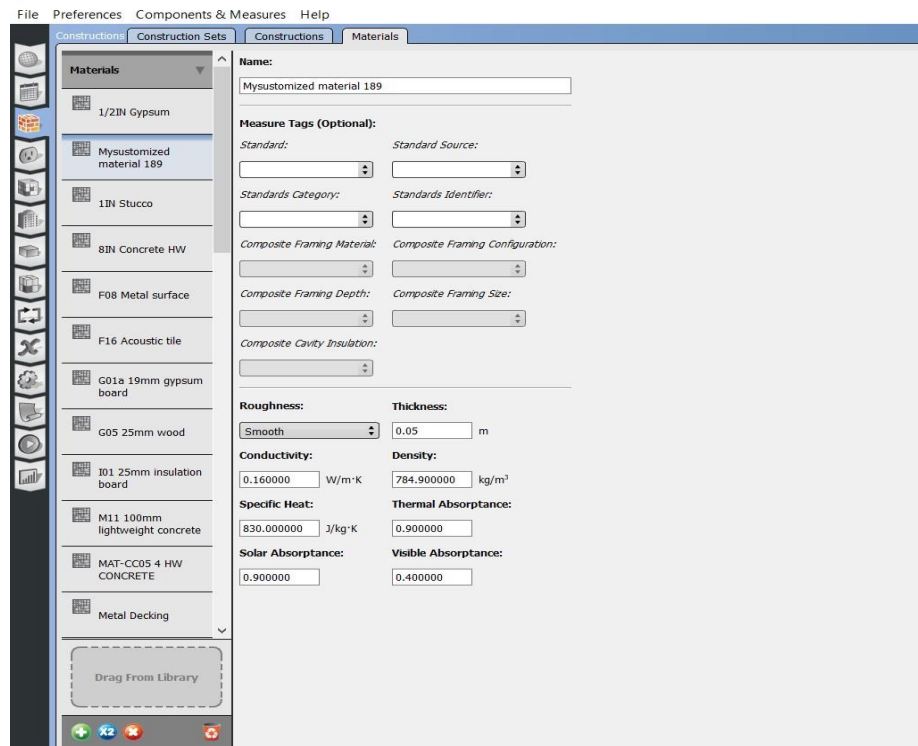 File Preferences Components & Measures Help
Constructions Construction Sets Constructions Materials
Materials
1/2IN Gypsum
Mysustomized
material 189
1IN Stucco
8IN Concrete HW
F08 Metal surface
F16 Acoustic tile
G01a 19mm gypsum
board
G05 25mm wood
I01 25mm insulation
board
M11 100mm
lightweight concrete
MAT-CC05 4 HW
CONCRETE
Metal Decking
Drag From Library
X2
Name:
Mysustomized material 189
Measure Tags (Optional):
Standard: Standard Source:
Standards Category: Standards Identifier:
Composite Framing Material: Composite Framing Configuration:
Composite Framing Depth: Composite Framing Size:
Composite Cavity Insulation:
Roughness: Thickness:
Smooth 0.05 m
Conductivity: Density:
0.160000 W/m·K 784.900000 kg/m³
Specific Heat: Thermal Absorptance:
830.000000 J/kg·K 0.900000
Solar Absorptance: Visible Absorptance:
0.900000 0.400000